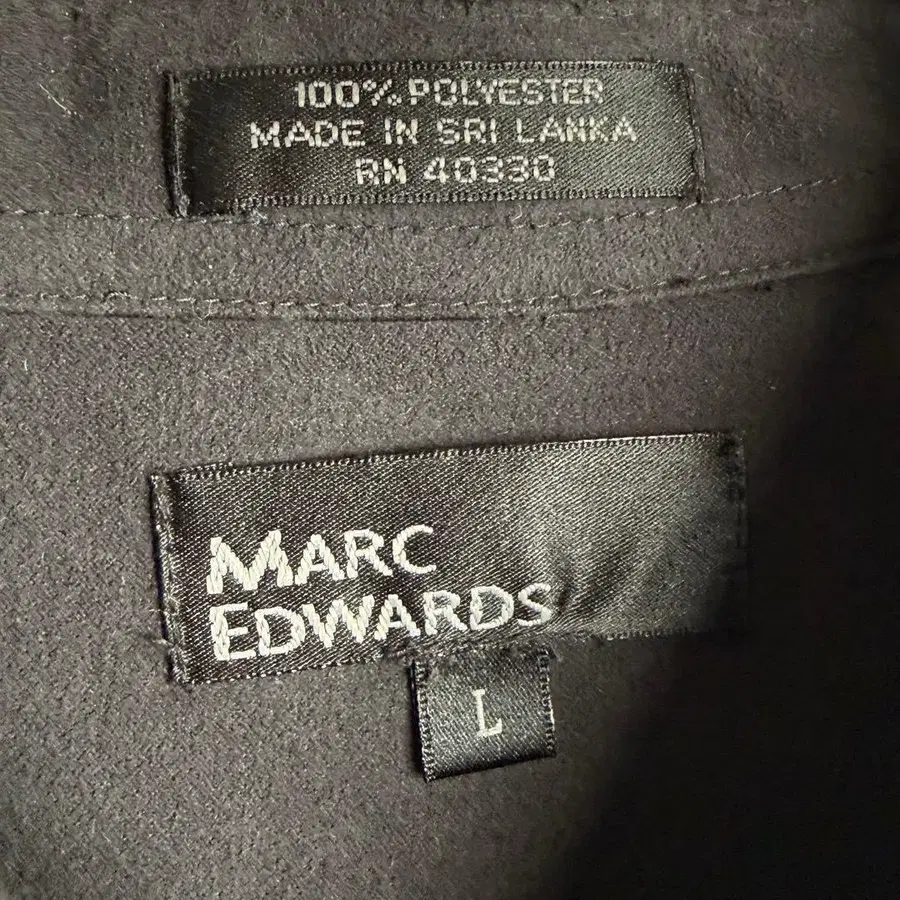 100% POLYESTER
MADE IN SRI LANKA
RN 40330
MARC
EDWARDS
L